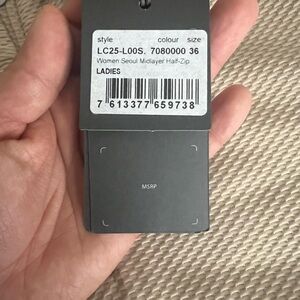 style colour size
LC25-L00S. 7080000 36
Women Seoul Midlayer Half-Zip
LADIES
7 613377 659738
MSRP